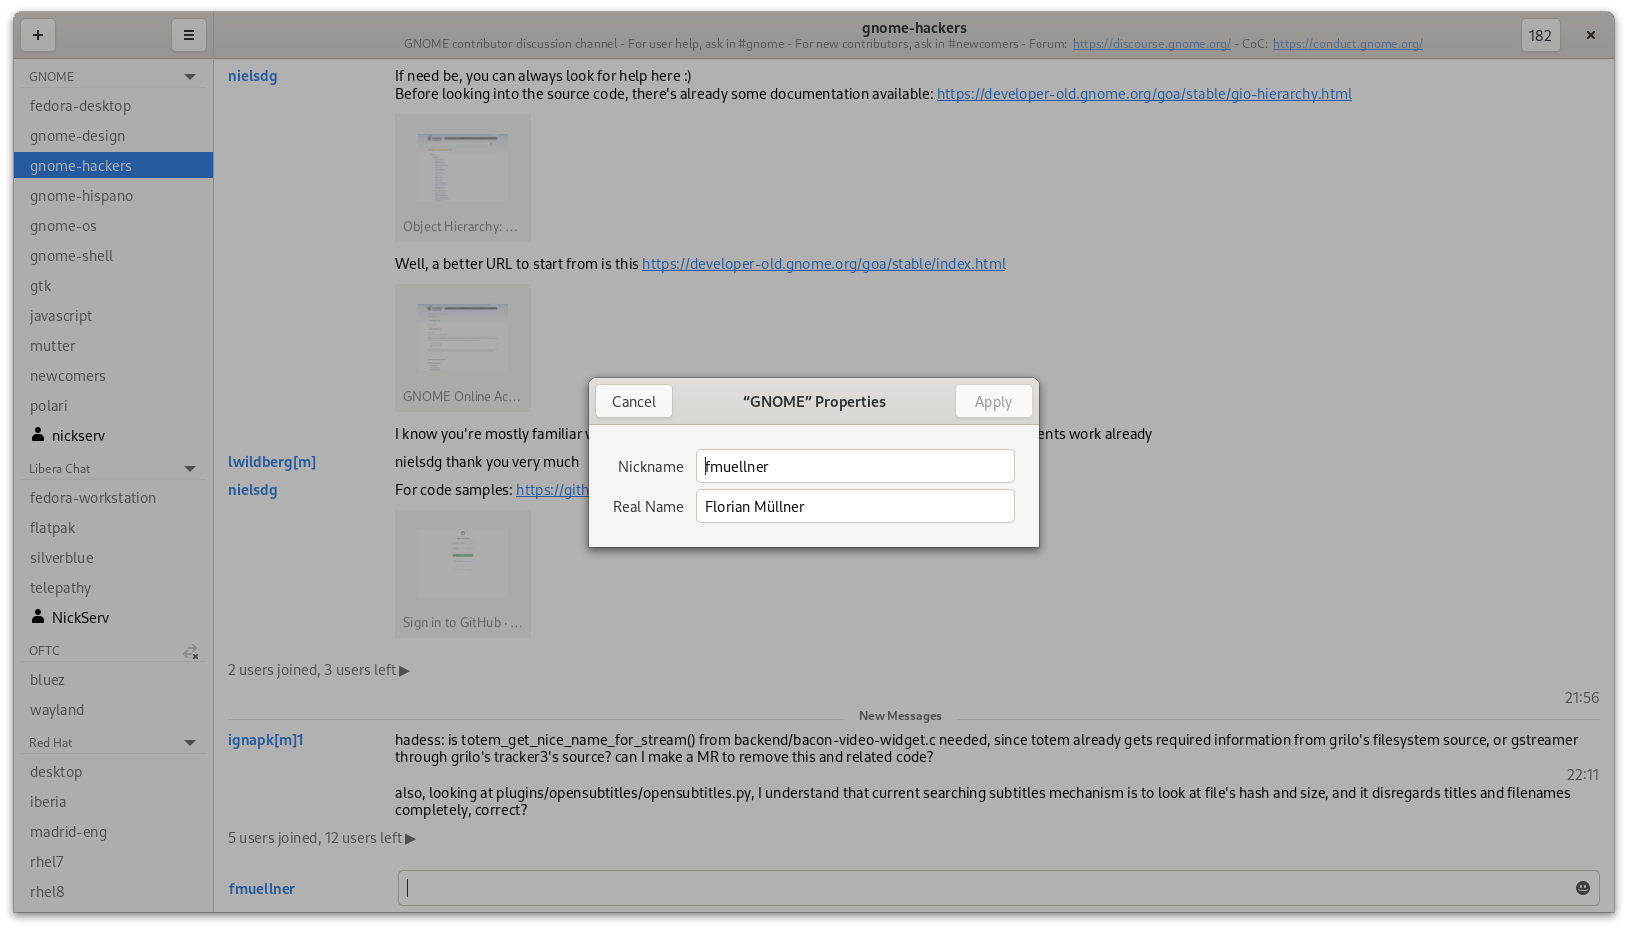 +
gnome-hackers
GNOME contributor discussion channel - For user help, ask in #gnome - For new contributors, ask in #newcomers - Forum: https://discourse.gnome.org/ - CoC: https://conduct.gnome.org/
182
GNOME
fedora-desktop
gnome-design
gnome-hackers
gnome-hispano
gnome-os
gnome-shell
gtk
javascript
mutter
newcomers
polari
nickserv
Libera Chat
fedora-workstation
flatpak
silverblue
telepathy
NickServ
OFTC
bluez
wayland
Red Hat
desktop
iberia
madrid-eng
rhel7
rhel8
nielsdg
If need be, you can always look for help here :)
Before looking into the source code, there's already some documentation available: https://developer-old.gnome.org/goa/stable/gio-hierarchy.html
Object Hierarchy: …
Well, a better URL to start from is this https://developer-old.gnome.org/goa/stable/index.html
GNOME Online Ac…
I know you're mostly familiar
ents work already
lwildberg[m]
nielsdg thank you very much
nielsdg
For code samples: https://gith
Sign in to GitHub · …
2 users joined, 3 users left ▶
21:56
New Messages
ignapk[m]1
hadess: is totem_get_nice_name_for_stream() from backend/bacon-video-widget.c needed, since totem already gets required information from grilo's filesystem source, or gstreamer
through grilo's tracker3's source? can I make a MR to remove this and related code?
22:11
also, looking at plugins/opensubtitles/opensubtitles.py, I understand that current searching subtitles mechanism is to look at file's hash and size, and it disregards titles and filenames
completely, correct?
5 users joined, 12 users left ▶
fmuellner
Cancel
“GNOME” Properties
Apply
Nickname
fmuellner
Real Name
Florian Müllner